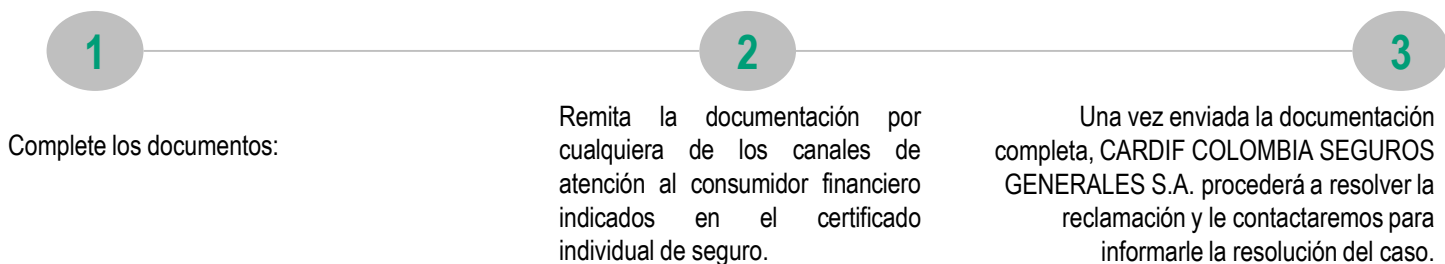 1
2
3
Complete los documentos:
Remita la documentación por
cualquiera de los canales de
atención al consumidor financiero
indicados en el certificado
individual de seguro.
Una vez enviada la documentación
completa, CARDIF COLOMBIA SEGUROS
GENERALES S.A. procederá a resolver la
reclamación y le contactaremos para
informarle la resolución del caso.